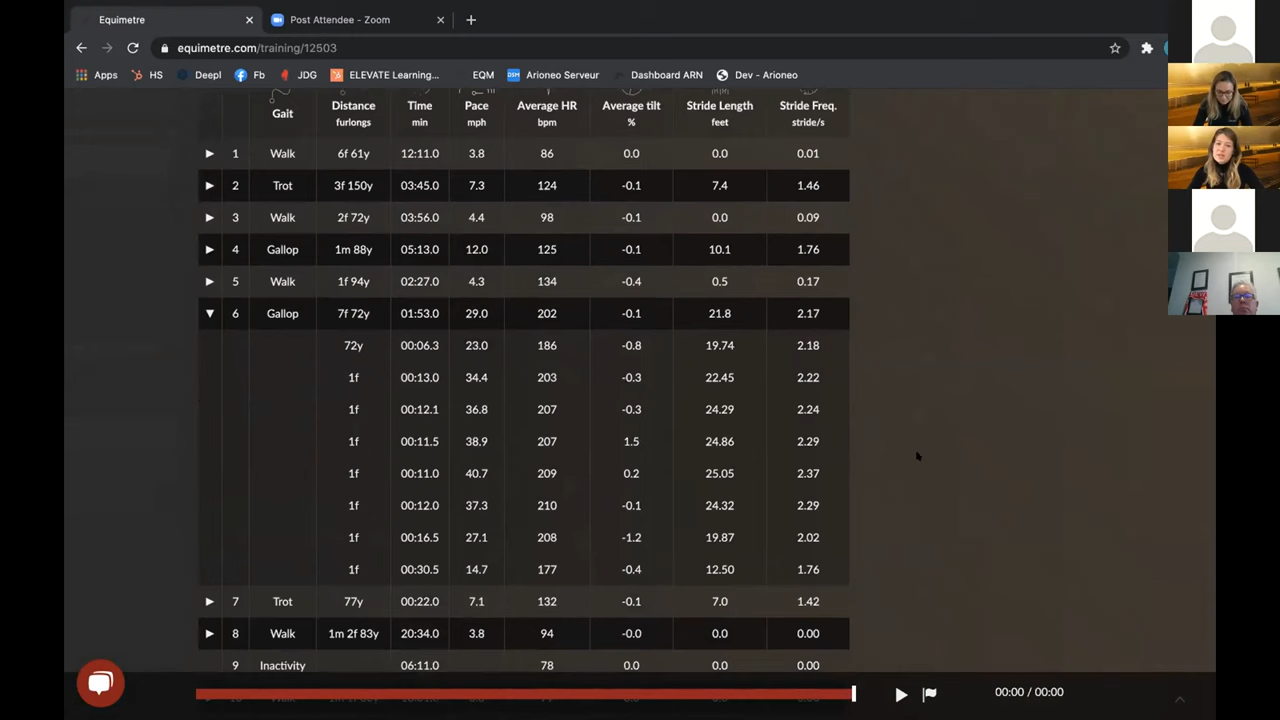 Equimetre
Post Attendee - Zoom
equimetre.com/training/12503
Apps HS Deepl Fb JDG ELEVATE Learning... EQM DSM Arioneo Serveur Dashboard ARN Dev - Arioneo
Gait Distance Time Pace Average HR Average tilt Stride Length Stride Freq.
furlongs min mph bpm % feet stride/s
1 Walk 6f 61y 12:11.0 3.8 86 0.0 0.0 0.01
2 Trot 3f 150y 03:45.0 7.3 124 -0.1 7.4 1.46
3 Walk 2f 72y 03:56.0 4.4 98 -0.1 0.0 0.09
4 Gallop 1m 88y 05:13.0 12.0 125 -0.1 10.1 1.76
5 Walk 1f 94y 02:27.0 4.3 134 -0.4 0.5 0.17
6 Gallop 7f 72y 01:53.0 29.0 202 -0.1 21.8 2.17
72y 00:06.3 23.0 186 -0.8 19.74 2.18
1f 00:13.0 34.4 203 -0.3 22.45 2.22
1f 00:12.1 36.8 207 -0.3 24.29 2.24
1f 00:11.5 38.9 207 1.5 24.86 2.29
1f 00:11.0 40.7 209 0.2 25.05 2.37
1f 00:12.0 37.3 210 -0.1 24.32 2.29
1f 00:16.5 27.1 208 -1.2 19.87 2.02
1f 00:30.5 14.7 177 -0.4 12.50 1.76
7 Trot 77y 00:22.0 7.1 132 -0.1 7.0 1.42
8 Walk 1m 2f 83y 20:34.0 3.8 94 -0.0 0.0 0.00
9 Inactivity 06:11.0 78 0.0 0.0 0.00
00:00 / 00:00